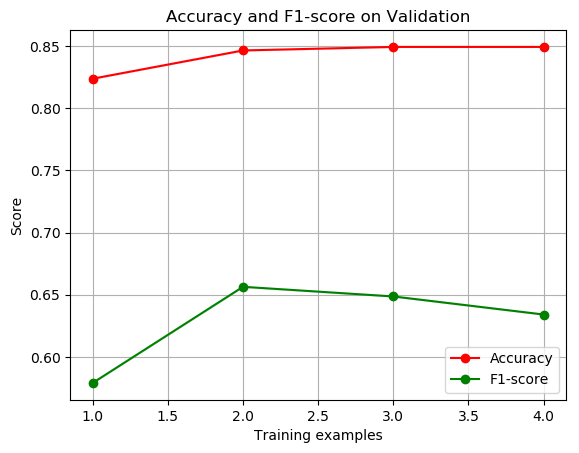 Accuracy and F1-score on Validation
0.85
0.80
0.75
0.70
0.65
0.60
Score
1.0 1.5 2.0 2.5 3.0 3.5 4.0
Training examples
Accuracy
F1-score